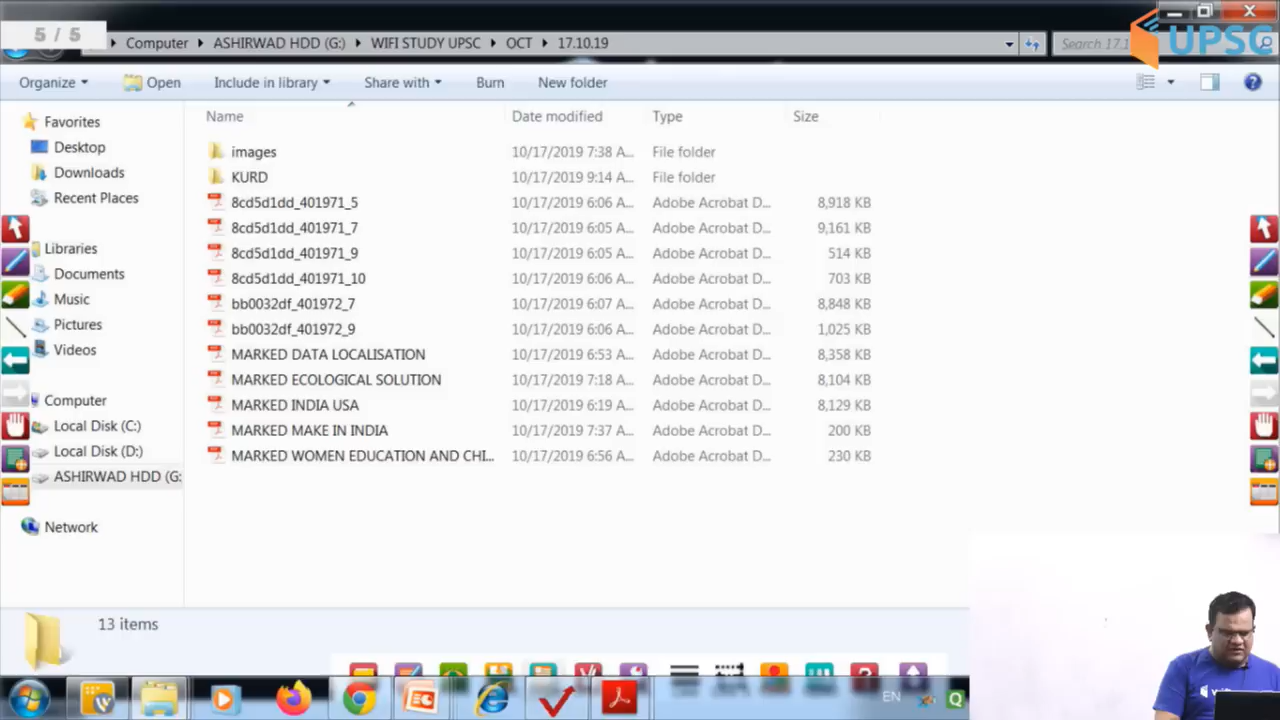 5 / 5
Computer ASHIRWAD HDD (G:) WIFI STUDY UPSC OCT 17.10.19
Search 17.1
UPSC
Organize Open Include in library Share with Burn New folder
Name Date modified Type Size
Favorites
Desktop
Downloads
Recent Places
Libraries
Documents
Music
Pictures
Videos
Computer
Local Disk (C:)
Local Disk (D:)
ASHIRWAD HDD (G:
Network
images 10/17/2019 7:38 A... File folder
KURD 10/17/2019 9:14 A... File folder
8cd5d1dd_401971_5 10/17/2019 6:06 A... Adobe Acrobat D... 8,918 KB
8cd5d1dd_401971_7 10/17/2019 6:05 A... Adobe Acrobat D... 9,161 KB
8cd5d1dd_401971_9 10/17/2019 6:05 A... Adobe Acrobat D... 514 KB
8cd5d1dd_401971_10 10/17/2019 6:06 A... Adobe Acrobat D... 703 KB
bb0032df_401972_7 10/17/2019 6:07 A... Adobe Acrobat D... 8,848 KB
bb0032df_401972_9 10/17/2019 6:06 A... Adobe Acrobat D... 1,025 KB
MARKED DATA LOCALISATION 10/17/2019 6:53 A... Adobe Acrobat D... 8,358 KB
MARKED ECOLOGICAL SOLUTION 10/17/2019 7:18 A... Adobe Acrobat D... 8,104 KB
MARKED INDIA USA 10/17/2019 6:19 A... Adobe Acrobat D... 8,129 KB
MARKED MAKE IN INDIA 10/17/2019 7:37 A... Adobe Acrobat D... 200 KB
MARKED WOMEN EDUCATION AND CHI... 10/17/2019 6:56 A... Adobe Acrobat D... 230 KB
13 items
EN